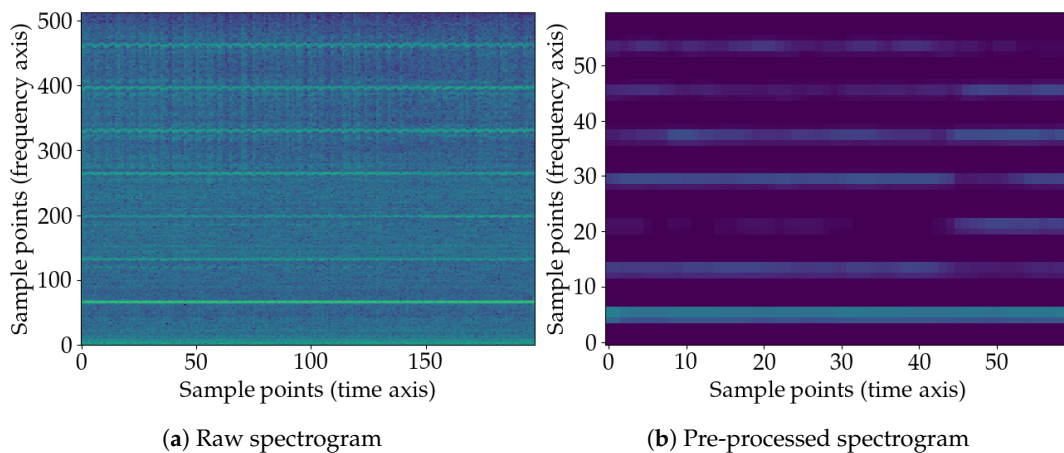 500
400
300
200
100
0
Sample points (frequency axis)
0 50 100 150
Sample points (time axis)
(a) Raw spectrogram
50
40
30
20
10
0
Sample points (frequency axis)
0 10 20 30 40 50
Sample points (time axis)
(b) Pre-processed spectrogram